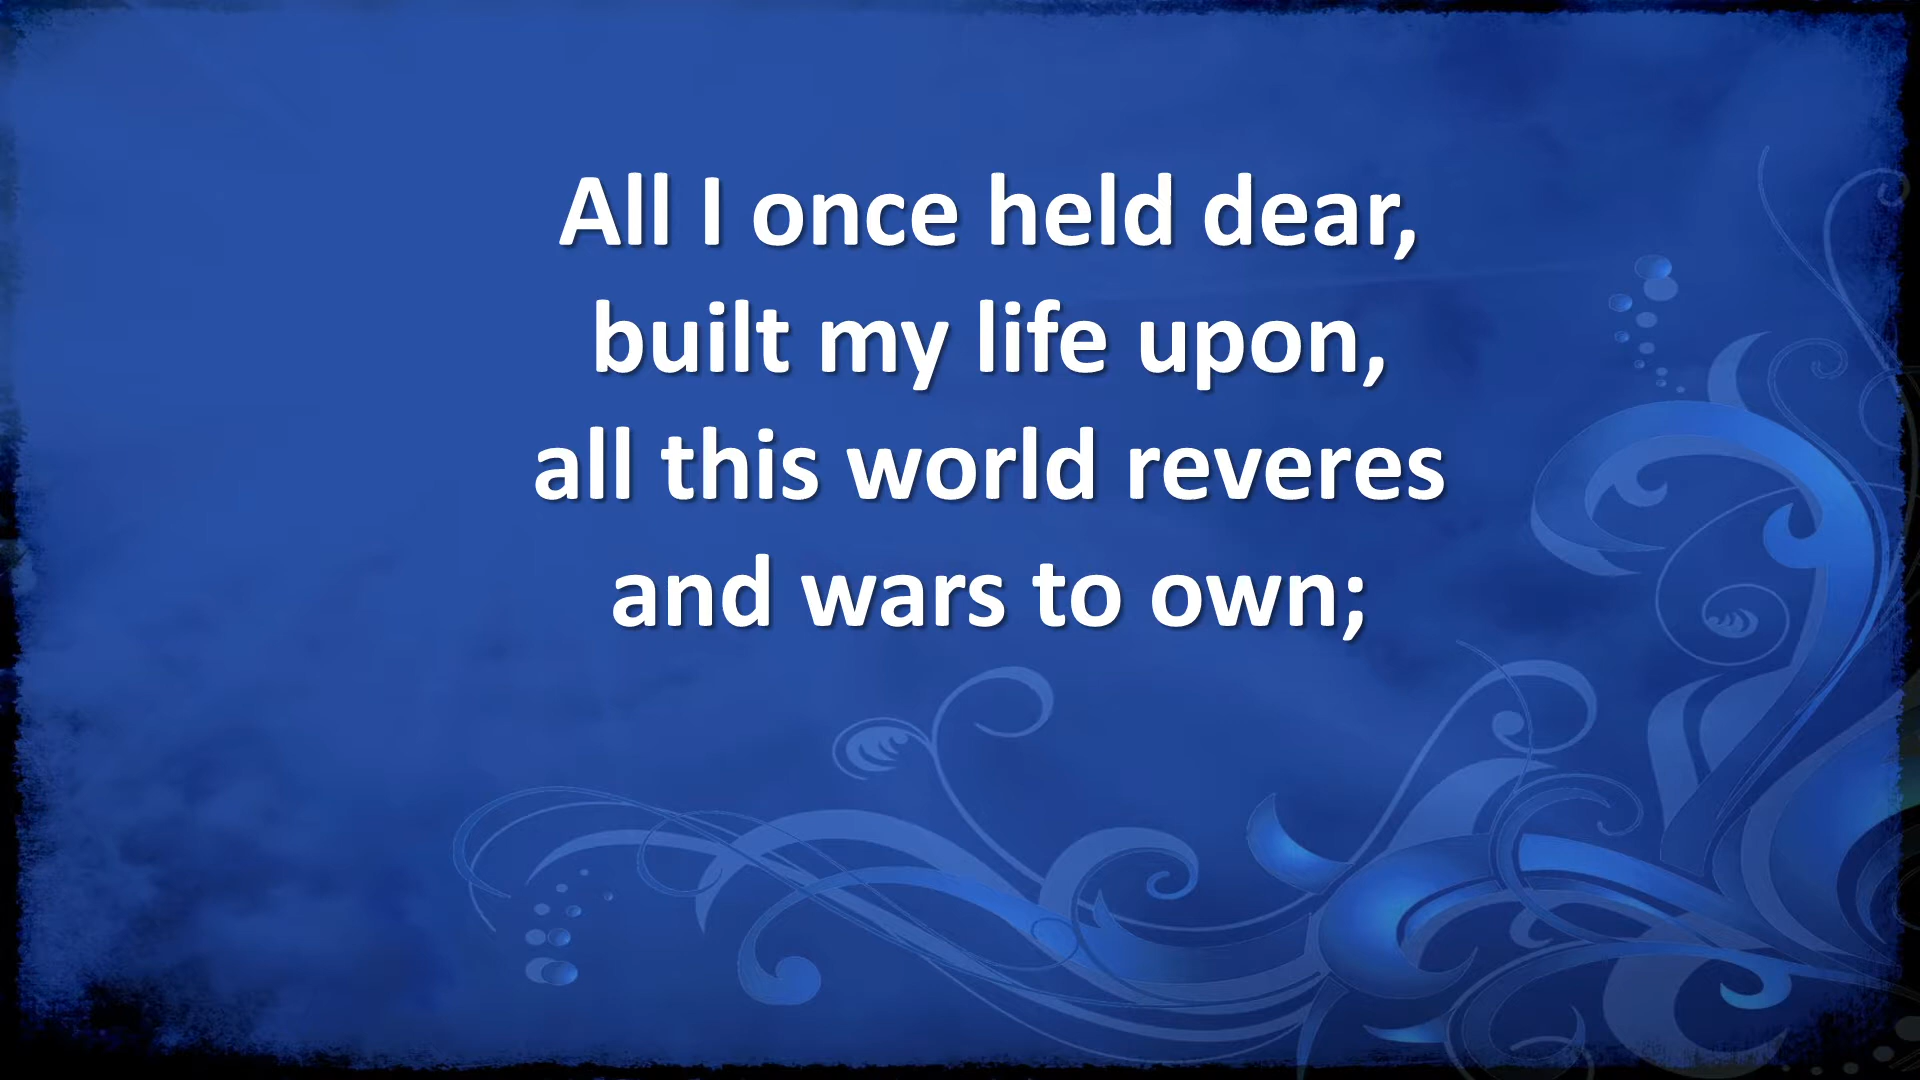 All I once held dear,
built my life upon,
all this world reveres
and wars to own;